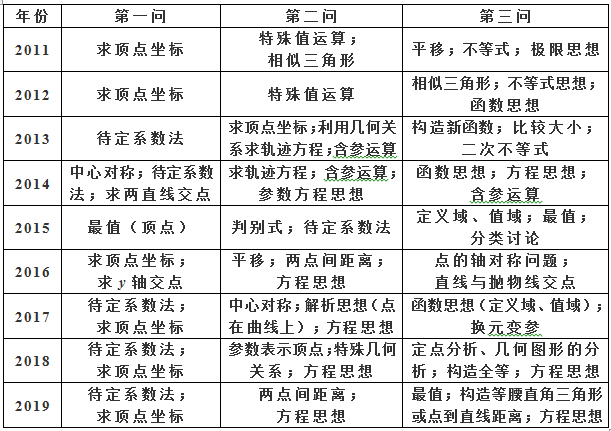 年份 第一问 第二问 第三问
2011 求顶点坐标 特殊值运算；
相似三角形 平移；不等式；极限思想
2012 求顶点坐标 特殊值运算 相似三角形；不等式思想；
函数思想
2013 待定系数法 求顶点坐标；利用几何关
系求轨迹方程；含参运算 构造新函数；比较大小；
二次不等式
2014 中心对称；待定系数
法；求两直线交点 求轨迹方程；含参运算；
参数方程思想 函数思想；方程思想；
含参运算
2015 最值（顶点） 判别式；待定系数法 定义域、值域；最值；
分类讨论
2016 求顶点坐标；
求y轴交点 平移；两点间距离；
方程思想 点的轴对称问题；
直线与抛物线交点
2017 待定系数法；
求顶点坐标 中心对称；解析思想（点
在曲线上）；方程思想 函数思想（定义域、值域）；
换元变参
2018 待定系数法；
求顶点坐标 参数表示顶点；特殊几何
关系；方程思想 定点分析、几何图形的分
析；构造全等；方程思想
2019 待定系数法；
求顶点坐标 两点间距离；
方程思想 最值；构造等腰直角三角形
或点到直线距离；方程思想